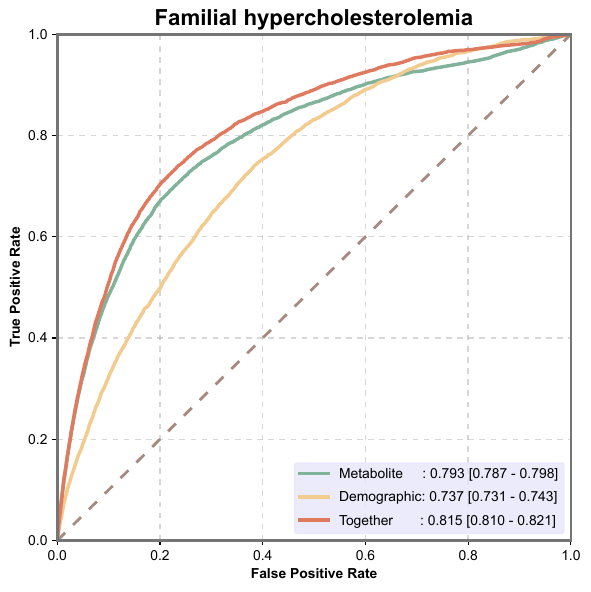 Familial hypercholesterolemia
True Positive Rate
1.0
0.8
0.6
0.4
0.2
0.0
Metabolite : 0.793 [0.787 - 0.798]
Demographic: 0.737 [0.731 - 0.743]
Together : 0.815 [0.810 - 0.821]
0.0 0.2 0.4 0.6 0.8 1.0
False Positive Rate